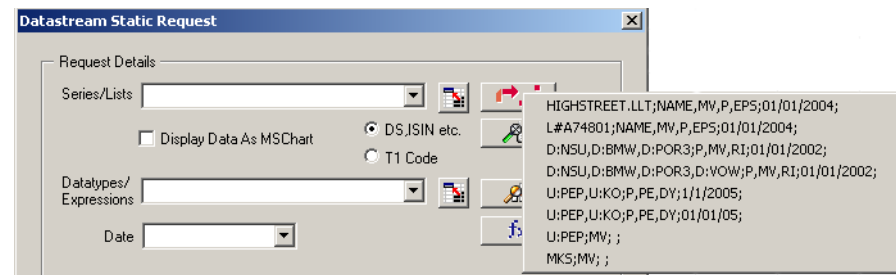 Datastream Static Request
Request Details
Series/Lists
Display Data As MSChart
DS,ISIN etc.
T1 Code
Datatypes/
Expressions
Date
HIGHSTREET.LLT;NAME,MV,P,EPS;01/01/2004;
L#A74801;NAME,MV,P,EPS;01/01/2004;
D:NSU,D:BMW,D:POR3;P,MV,RI;01/01/2002;
D:NSU,D:BMW,D:POR3,D:VOW;P,MV,RI;01/01/2002;
U:PEP,U:KO;P,PE,DY;1/1/2005;
U:PEP,U:KO;P,PE,DY;01/01/05;
U:PEP;MV; ;
MKS;MV; ;